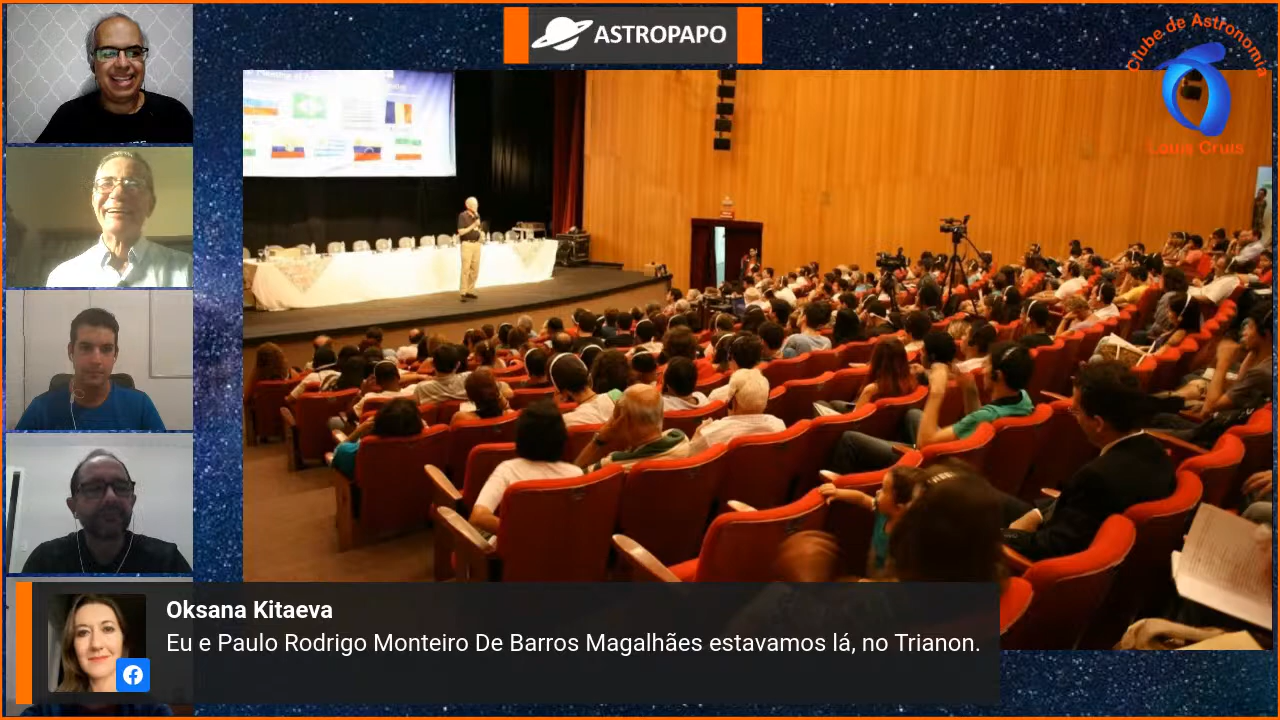 ASTROPAPO
Clube de Astronomia
Louis Cruls
Oksana Kitaeva
Eu e Paulo Rodrigo Monteiro De Barros Magalhães estavamos lá, no Trianon.